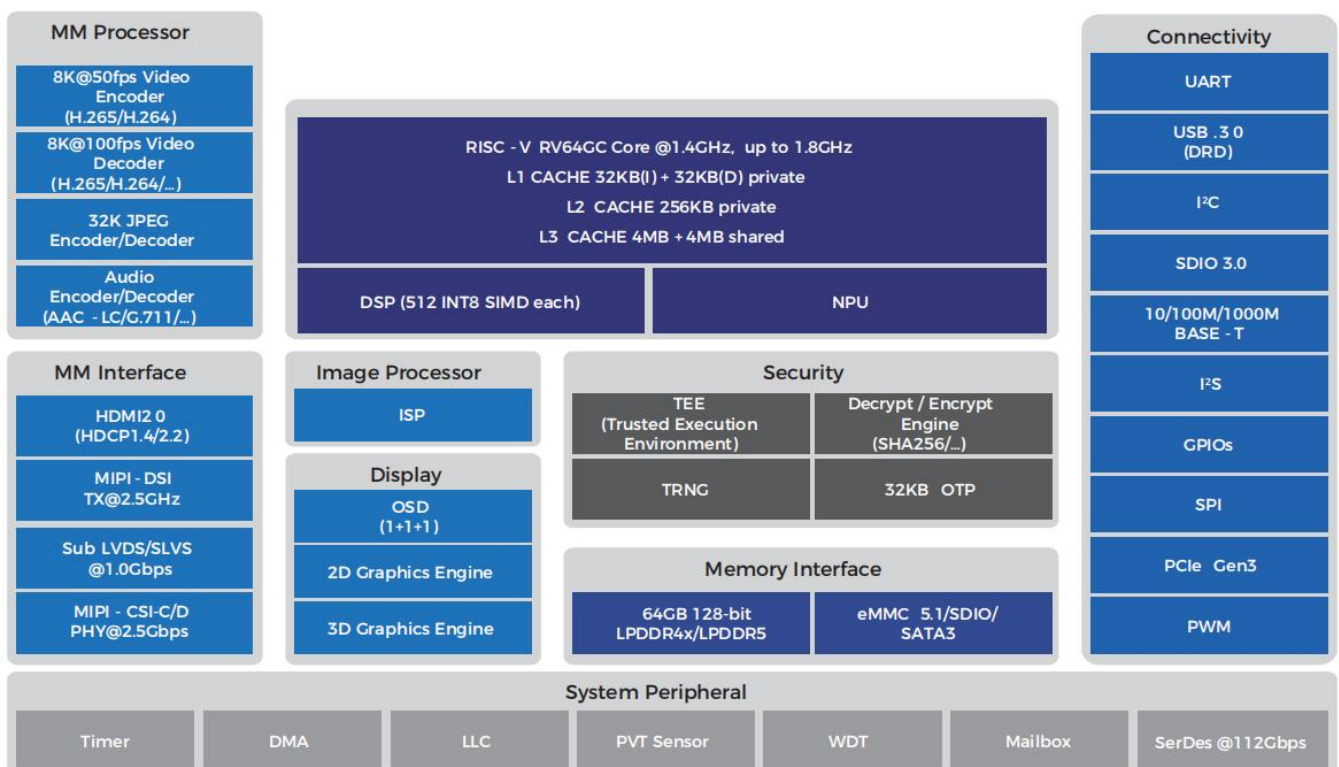 MM Processor
8K@50fps Video
Encoder
(H.265/H.264)
8K@100fps Video
Decoder
(H.265/H.264/...)
32K JPEG
Encoder/Decoder
Audio
Encoder/Decoder
(AAC - LC/G.711/...)
RISC - V RV64GC Core @1.4GHz, up to 1.8GHz
L1 CACHE 32KB(I) + 32KB(D) private
L2 CACHE 256KB private
L3 CACHE 4MB + 4MB shared
DSP (512 INT8 SIMD each)
NPU
MM Interface
HDMI2 0
(HDCP1.4/2.2)
MIPI - DSI
TX@2.5GHz
Sub LVDS/SLVS
@1.0Gbps
MIPI - CSI-C/D
PHY@2.5Gbps
Image Processor
ISP
Display
OSD
(1+1+1)
2D Graphics Engine
3D Graphics Engine
Security
TEE
(Trusted Execution
Environment)
Decrypt / Encrypt
Engine
(SHA256/...)
TRNG
32KB OTP
Memory Interface
64GB 128-bit
LPDDR4x/LPDDR5
eMMC 5.1/SDIO/
SATA3
Connectivity
UART
USB .3 0
(DRD)
I²C
SDIO 3.0
10/100M/1000M
BASE - T
I²S
GPIOs
SPI
PCIe Gen3
PWM
System Peripheral
Timer
DMA
LLC
PVT Sensor
WDT
Mailbox
SerDes @112Gbps